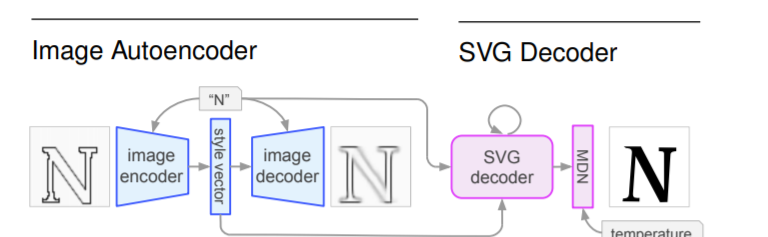 Image Autoencoder
SVG Decoder
"N"
N
image
encoder
style vector
image
decoder
N
SVG
decoder
MDN
N
temperature